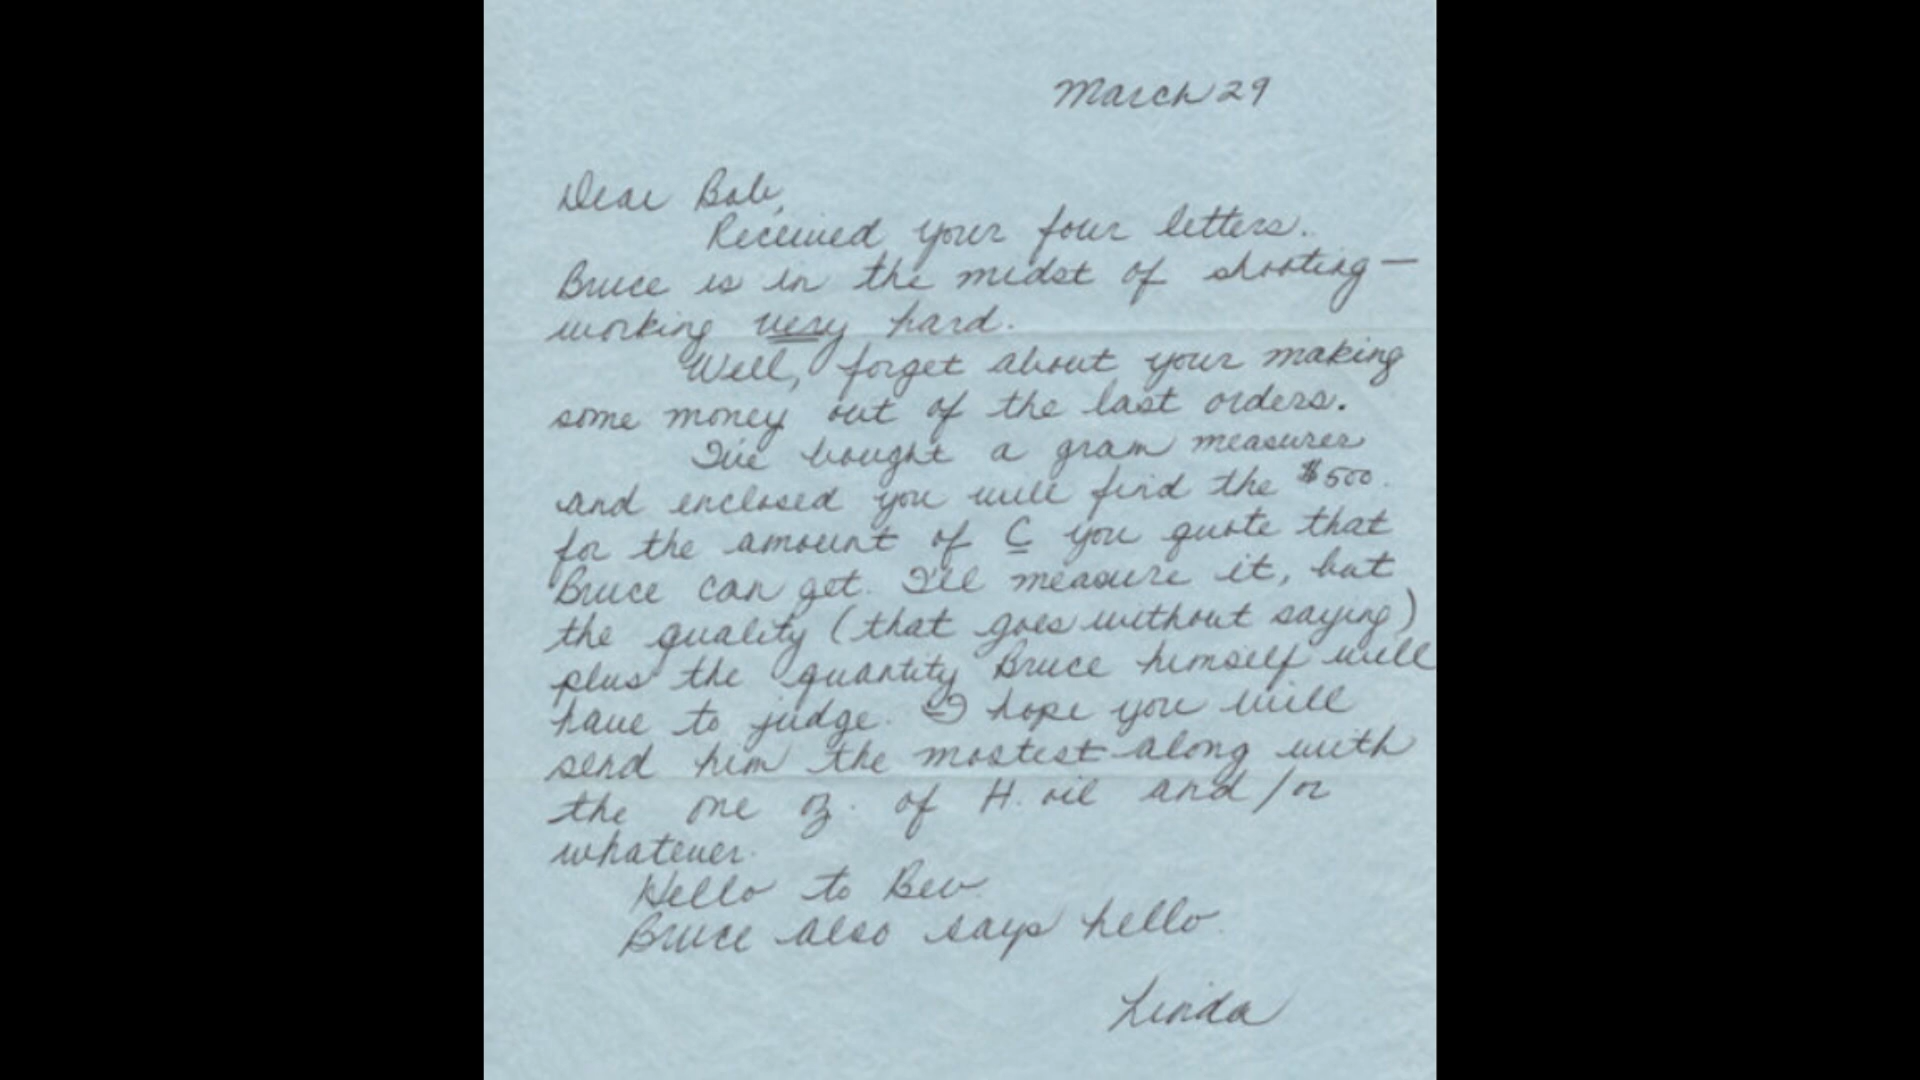 March 29
Dear Bob,
Received your four letters.
Bruce is in the midst of shooting—
working very hard.
Well, forget about your making
some money out of the last orders.
I've bought a gram measurer
and enclosed you will find the $500.
for the amount of C you quote that
Bruce can get. I'll measure it, but
the quality (that goes without saying)
plus the quantity Bruce himself will
have to judge. I hope you will
send him the mostest along with
the one oz. of H. oil and/or
whatever.
Hello to Bev.
Bruce also says hello.
Linda